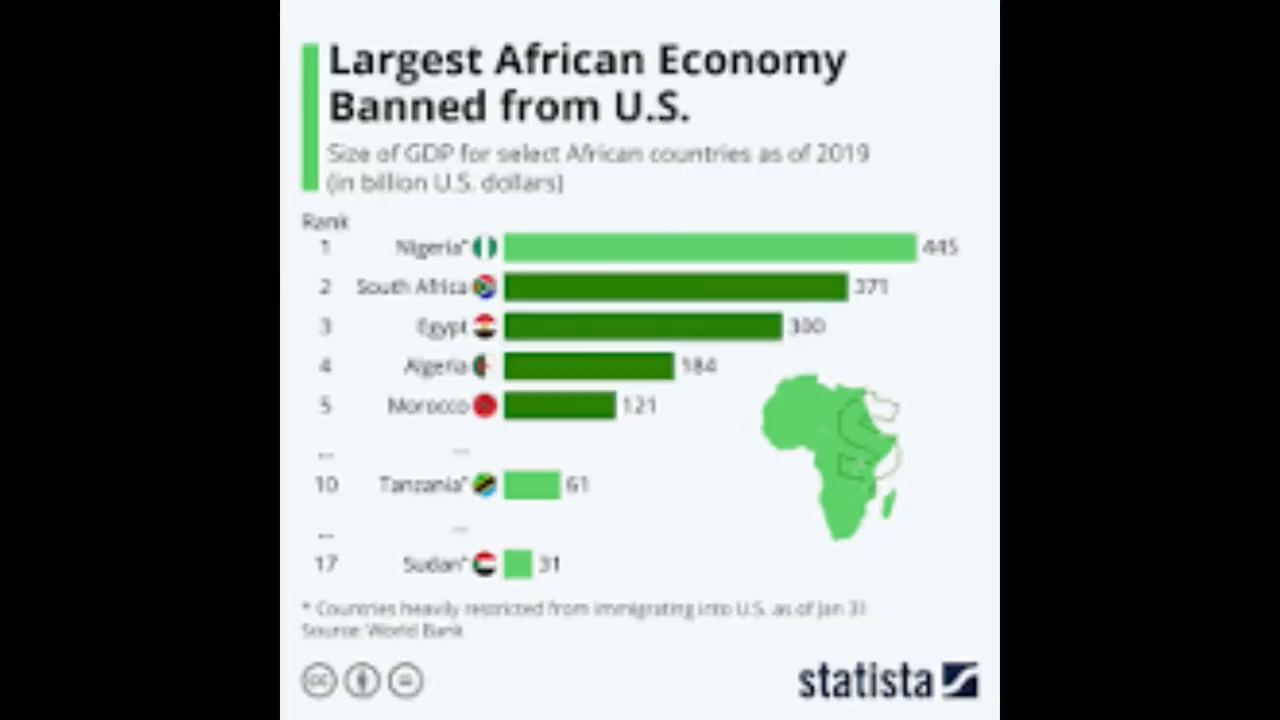 Largest African Economy
Banned from U.S.
Size of GDP for select African countries as of 2019
(in billion U.S. dollars)
Rank
1 Nigeria* 445
2 South Africa 371
3 Egypt 300
4 Algeria 184
5 Morocco 121
... ...
10 Tanzania* 61
... ...
17 Sudan* 31
* Countries heavily restricted from immigrating into U.S. as of Jan 31
Source: World Bank
cc =
statista